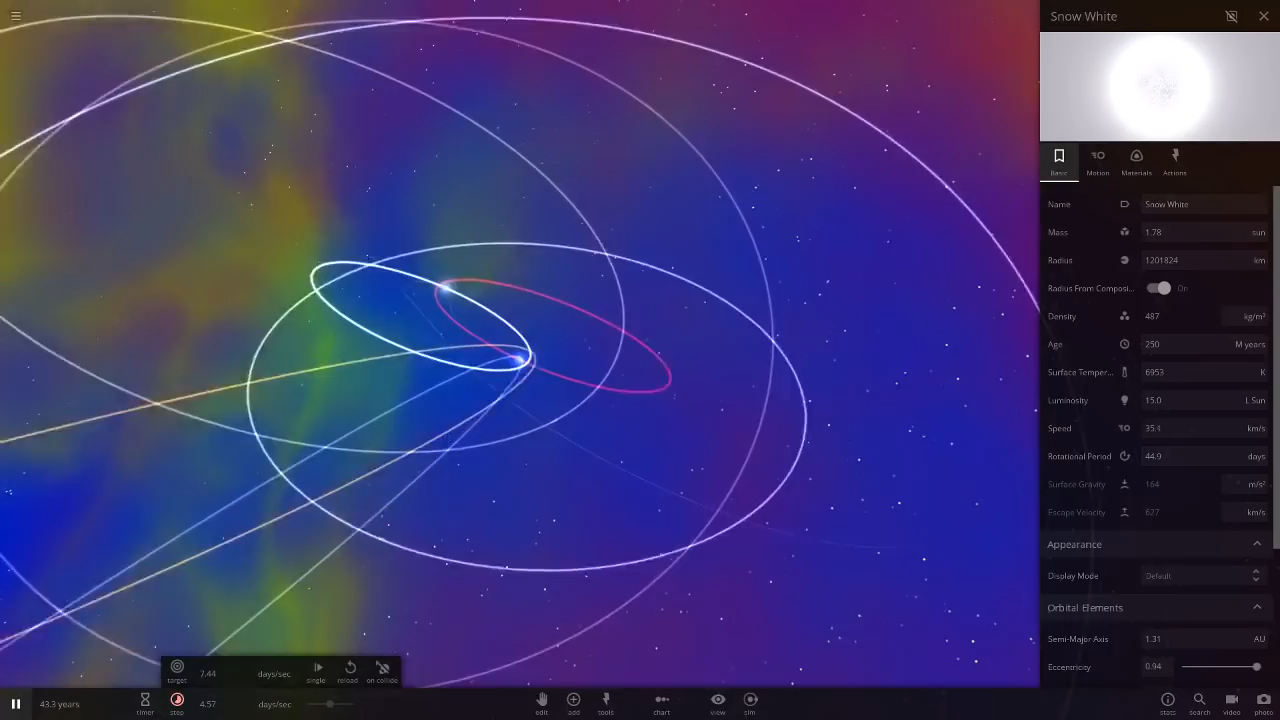 Snow White
Basic Motion Materials Actions
Name Snow White
Mass 1.78 sun
Radius 1201824 km
Radius From Composi... On
Density 487 kg/m³
Age 250 M years
Surface Temper... 6953 K
Luminosity 15.0 L Sun
Speed 35.1 km/s
Rotational Period 44.9 days
Surface Gravity 164 m/s²
Escape Velocity 627 km/s
Appearance
Display Mode Default
Orbital Elements
Semi-Major Axis 1.31 AU
Eccentricity 0.94
target 7.44 days/sec single reload on collide
43.3 years timer step 4.57 days/sec edit add tools chart view sim stats search video photo